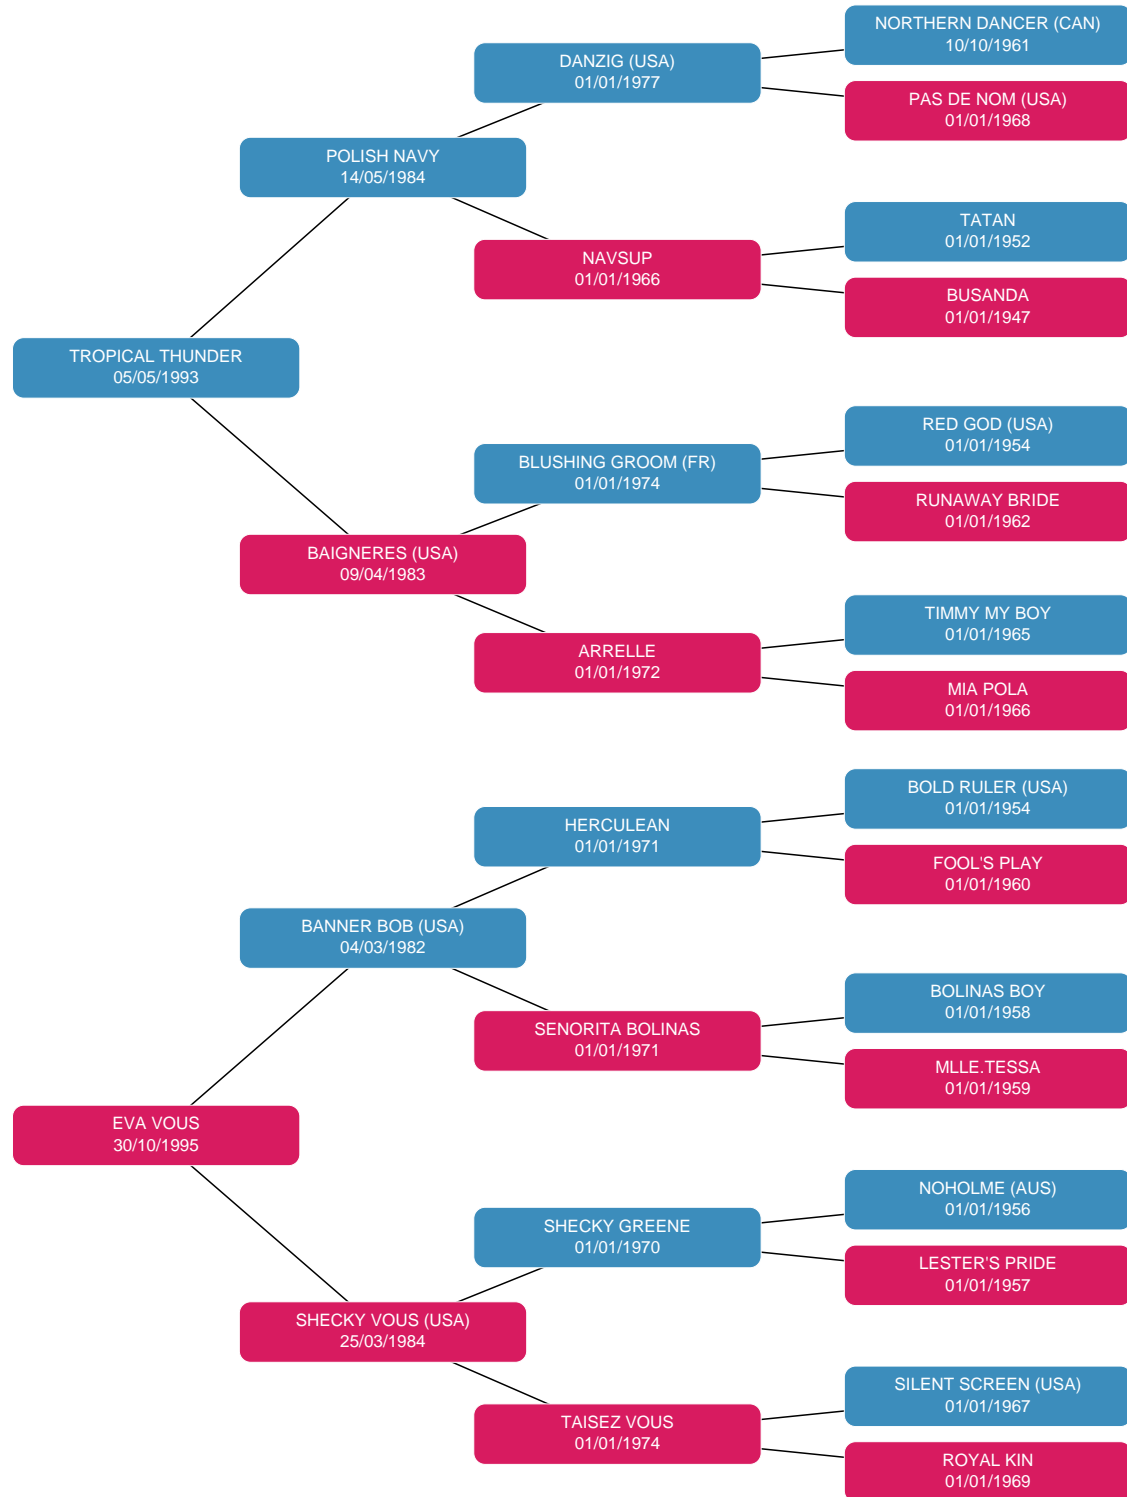 NORTHERN DANCER (CAN)
10/10/1961
DANZIG (USA)
01/01/1977
PAS DE NOM (USA)
01/01/1968
POLISH NAVY
14/05/1984
TATAN
01/01/1952
NAVSUP
01/01/1966
BUSANDA
01/01/1947
TROPICAL THUNDER
05/05/1993
RED GOD (USA)
01/01/1954
BLUSHING GROOM (FR)
01/01/1974
RUNAWAY BRIDE
01/01/1962
BAIGNERES (USA)
09/04/1983
TIMMY MY BOY
01/01/1965
ARRELLE
01/01/1972
MIA POLA
01/01/1966
BOLD RULER (USA)
01/01/1954
HERCULEAN
01/01/1971
FOOL'S PLAY
01/01/1960
BANNER BOB (USA)
04/03/1982
BOLINAS BOY
01/01/1958
SENORITA BOLINAS
01/01/1971
MLLE.TESSA
01/01/1959
EVA VOUS
30/10/1995
NOHOLME (AUS)
01/01/1956
SHECKY GREENE
01/01/1970
LESTER'S PRIDE
01/01/1957
SHECKY VOUS (USA)
25/03/1984
SILENT SCREEN (USA)
01/01/1967
TAISEZ VOUS
01/01/1974
ROYAL KIN
01/01/1969